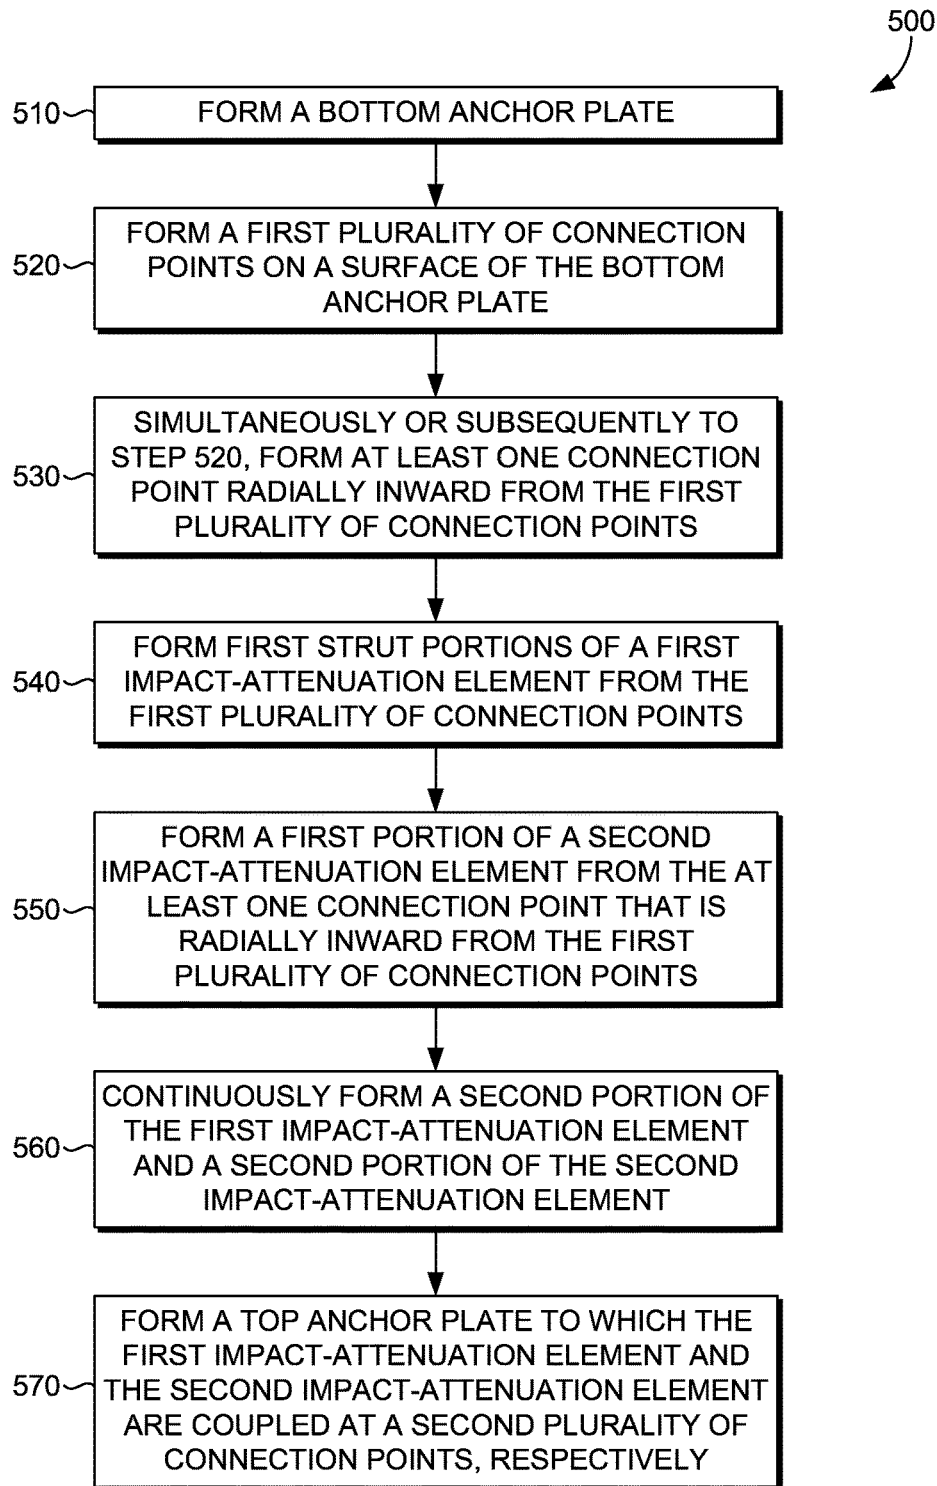 500
510
FORM A BOTTOM ANCHOR PLATE
520
FORM A FIRST PLURALITY OF CONNECTION
POINTS ON A SURFACE OF THE BOTTOM
ANCHOR PLATE
530
SIMULTANEOUSLY OR SUBSEQUENTLY TO
STEP 520, FORM AT LEAST ONE CONNECTION
POINT RADIALLY INWARD FROM THE FIRST
PLURALITY OF CONNECTION POINTS
540
FORM FIRST STRUT PORTIONS OF A FIRST
IMPACT-ATTENUATION ELEMENT FROM THE
FIRST PLURALITY OF CONNECTION POINTS
550
FORM A FIRST PORTION OF A SECOND
IMPACT-ATTENUATION ELEMENT FROM THE AT
LEAST ONE CONNECTION POINT THAT IS
RADIALLY INWARD FROM THE FIRST
PLURALITY OF CONNECTION POINTS
560
CONTINUOUSLY FORM A SECOND PORTION OF
THE FIRST IMPACT-ATTENUATION ELEMENT
AND A SECOND PORTION OF THE SECOND
IMPACT-ATTENUATION ELEMENT
570
FORM A TOP ANCHOR PLATE TO WHICH THE
FIRST IMPACT-ATTENUATION ELEMENT AND
THE SECOND IMPACT-ATTENUATION ELEMENT
ARE COUPLED AT A SECOND PLURALITY OF
CONNECTION POINTS, RESPECTIVELY